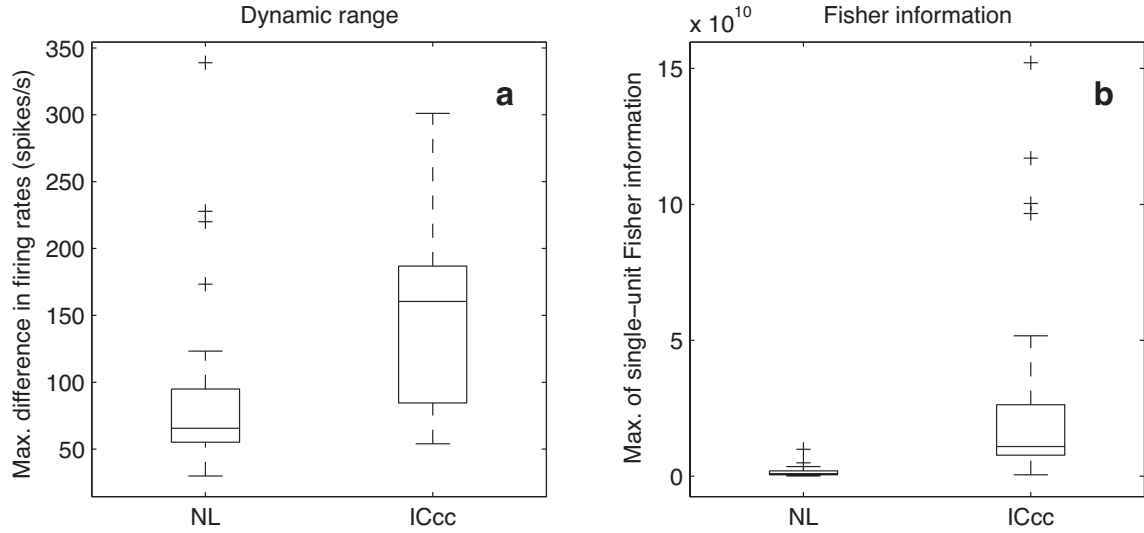 Dynamic range
Max. difference in firing rates (spikes/s)
350
300
250
200
150
100
50
a
NL
ICcc
Fisher information
x 10^10
Max. of single−unit Fisher information
15
10
5
0
b
NL
ICcc